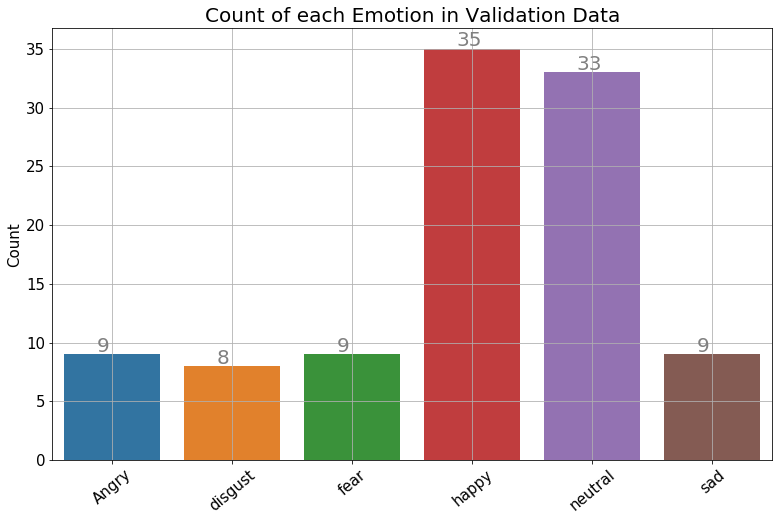 Count of each Emotion in Validation Data
Count
35
30
25
20
15
10
5
0
9
8
9
35
33
9
Angry
disgust
fear
happy
neutral
sad